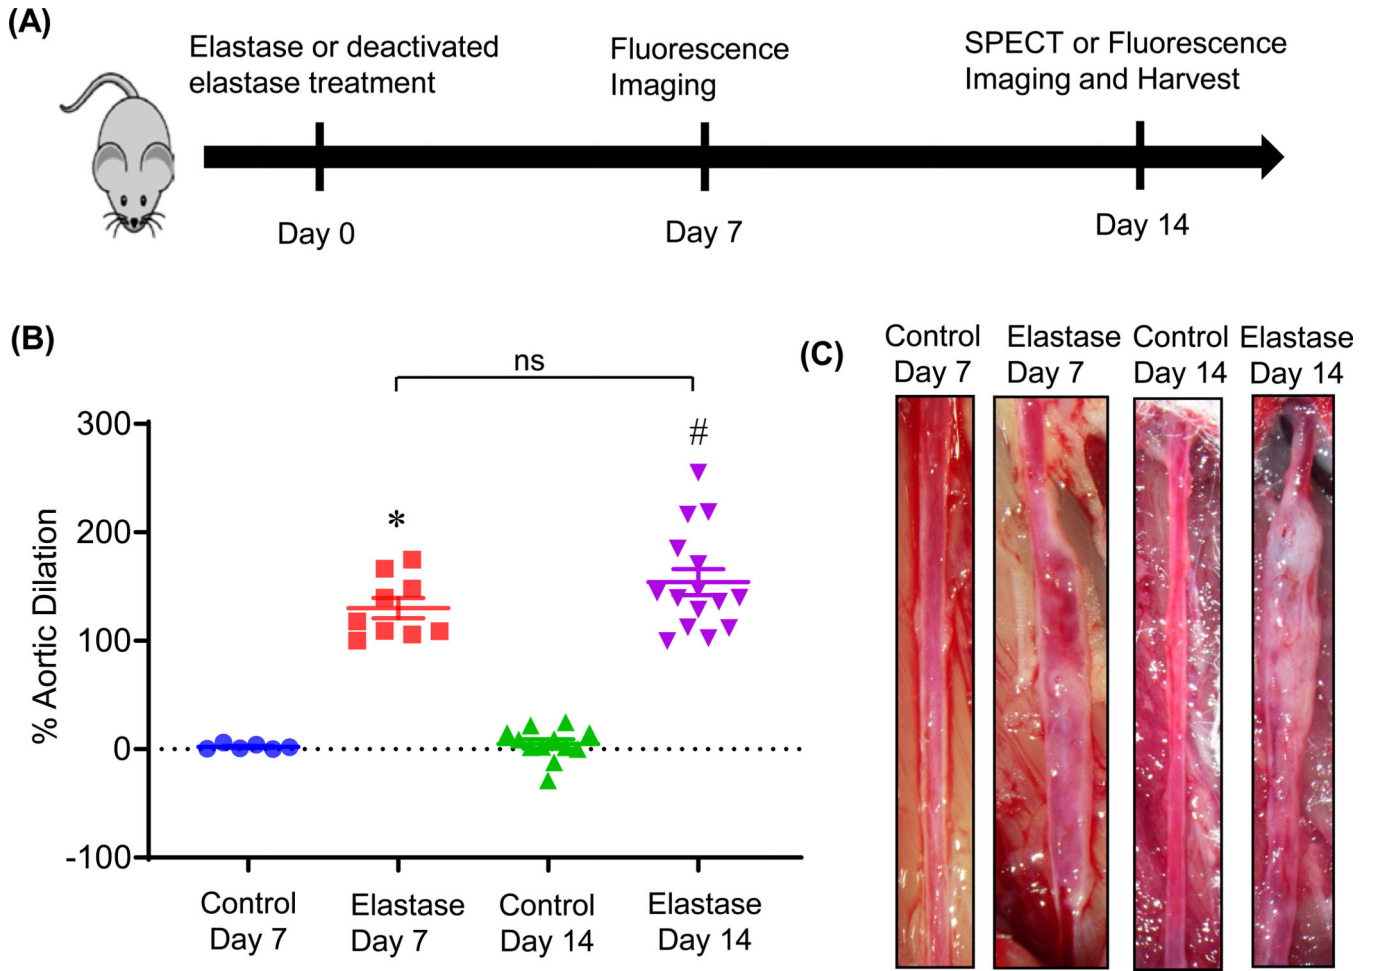 (A)
Elastase or deactivated
elastase treatment
Fluorescence
Imaging
SPECT or Fluorescence
Imaging and Harvest
Day 0
Day 7
Day 14
(B)
ns
300
#
200
*
100
0
-100
% Aortic Dilation
Control
Day 7
Elastase
Day 7
Control
Day 14
Elastase
Day 14
(C)
Control
Day 7
Elastase
Day 7
Control
Day 14
Elastase
Day 14